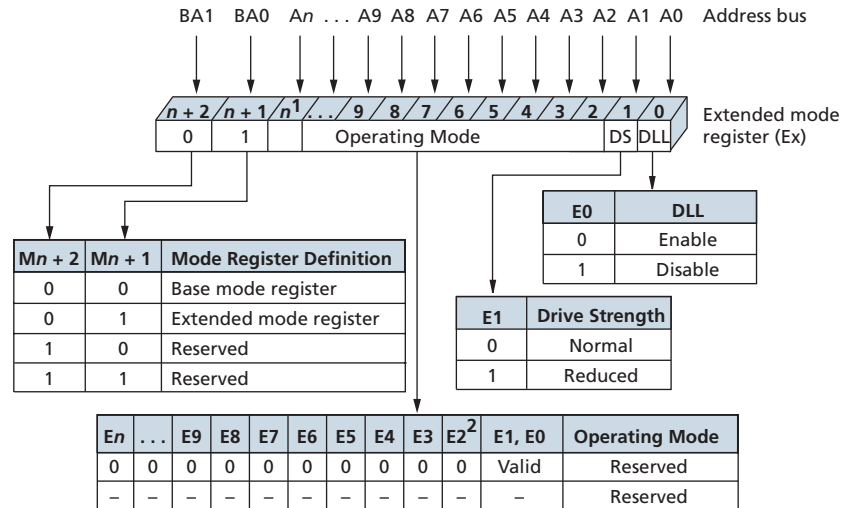 BA1 BA0 An . . . A9 A8 A7 A6 A5 A4 A3 A2 A1 A0 Address bus
n + 2 n + 1 n1 . . . 9 8 7 6 5 4 3 2 1 0
Extended mode
register (Ex)
0 1 Operating Mode DS DLL
E0 DLL
0 Enable
1 Disable
Mn + 2 Mn + 1 Mode Register Definition
0 0 Base mode register
0 1 Extended mode register
1 0 Reserved
1 1 Reserved
E1 Drive Strength
0 Normal
1 Reduced
En . . . E9 E8 E7 E6 E5 E4 E3 E2² E1, E0 Operating Mode
0 0 0 0 0 0 0 0 0 0 Valid Reserved
– – – – – – – – – – – Reserved